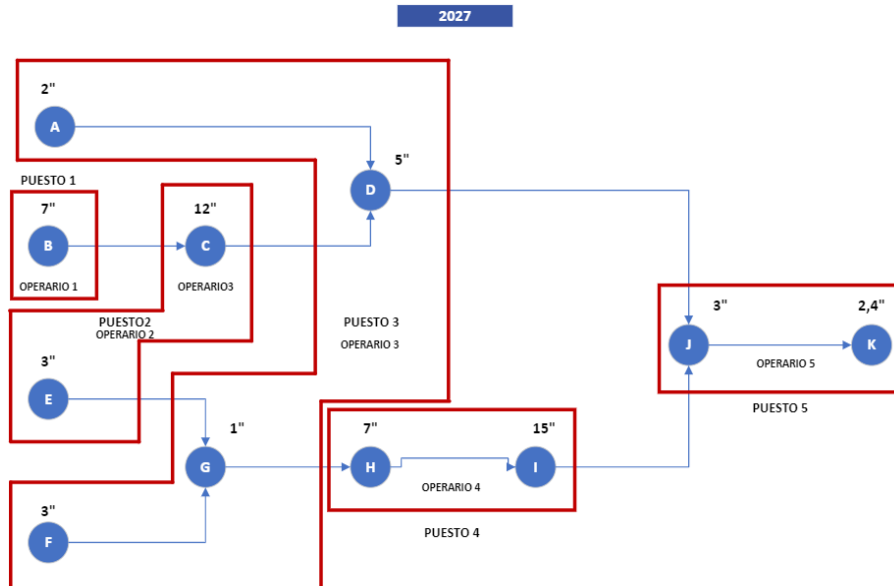 2027
2"
A
5"
D
PUESTO 1
7"
B
OPERARIO 1
12"
C
OPERARIO3
PUESTO2
OPERARIO 2
PUESTO 3
OPERARIO 3
3"
E
1"
G
3"
F
7"
H
15"
I
OPERARIO 4
PUESTO 4
3"
J
2,4"
K
OPERARIO 5
PUESTO 5